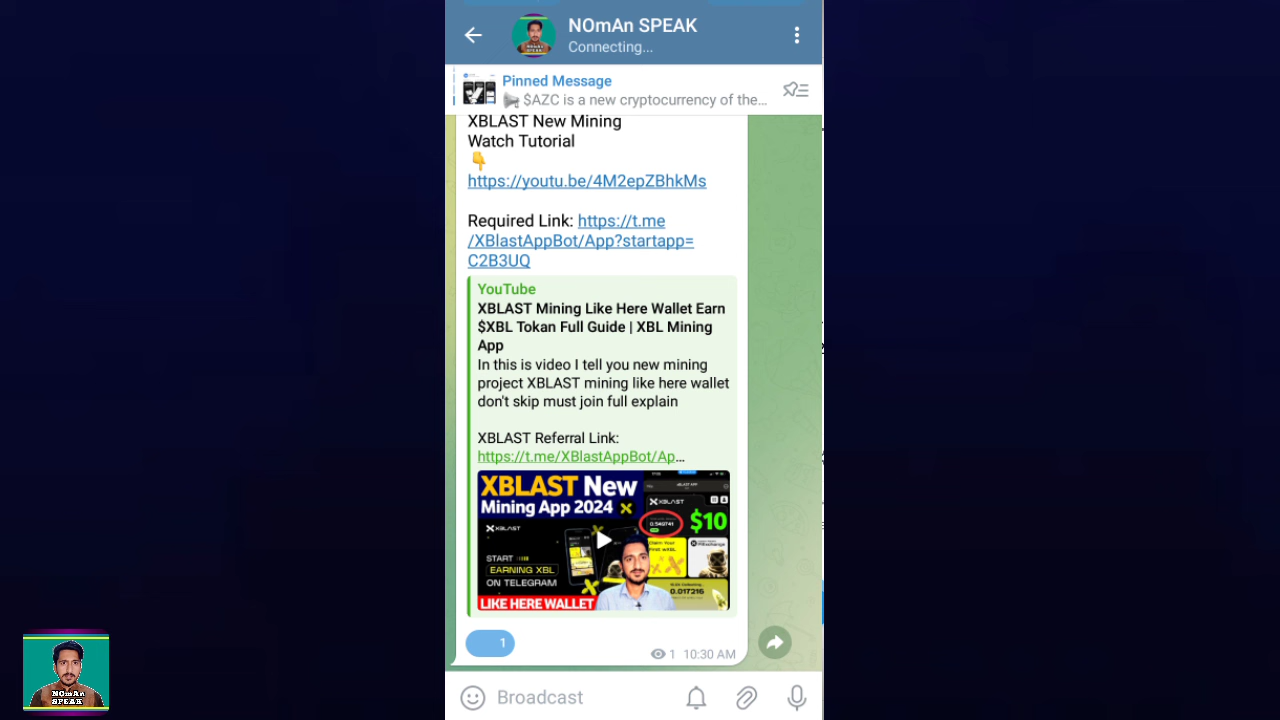 NOmAn SPEAK
Connecting...
Pinned Message
$AZC is a new cryptocurrency of the...
XBLAST New Mining
Watch Tutorial
👇
https://youtu.be/4M2epZBhkMs
Required Link: https://t.me
/XBlastAppBot/App?startapp=
C2B3UQ
YouTube
XBLAST Mining Like Here Wallet Earn
$XBL Tokan Full Guide | XBL Mining
App
In this is video I tell you new mining
project XBLAST mining like here wallet
don't skip must join full explain
XBLAST Referral Link:
https://t.me/XBlastAppBot/Ap...
XBLAST New
Mining App 2024
XBLAST
$10
XBLAST
START
EARNING XBL
ON TELEGRAM
0.017216
LIKE HERE WALLET
1
1 10:30 AM
Broadcast
NOmAn
SPEAK